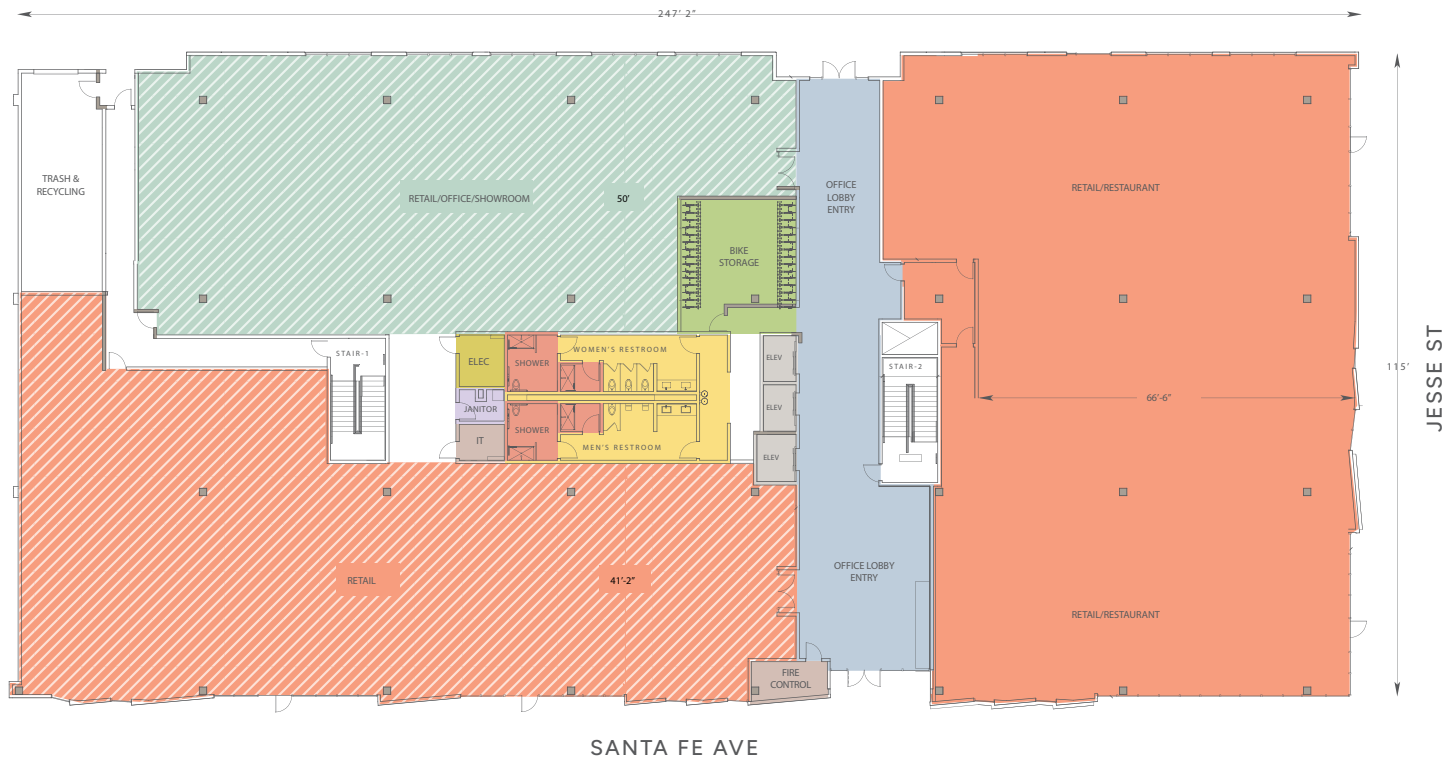 247’ 2”
TRASH &
RECYCLING
RETAIL/OFFICE/SHOWROOM
50’
OFFICE
LOBBY
ENTRY
RETAIL/RESTAURANT
BIKE
STORAGE
STAIR-1
ELEC
SHOWER
WOMEN’S RESTROOM
ELEV
STAIR-2
JANITOR
ELEV
66’-6”
115’
JESSE ST
SHOWER
IT
MEN’S RESTROOM
ELEV
RETAIL
41’-2”
OFFICE LOBBY
ENTRY
RETAIL/RESTAURANT
FIRE
CONTROL
SANTA FE AVE